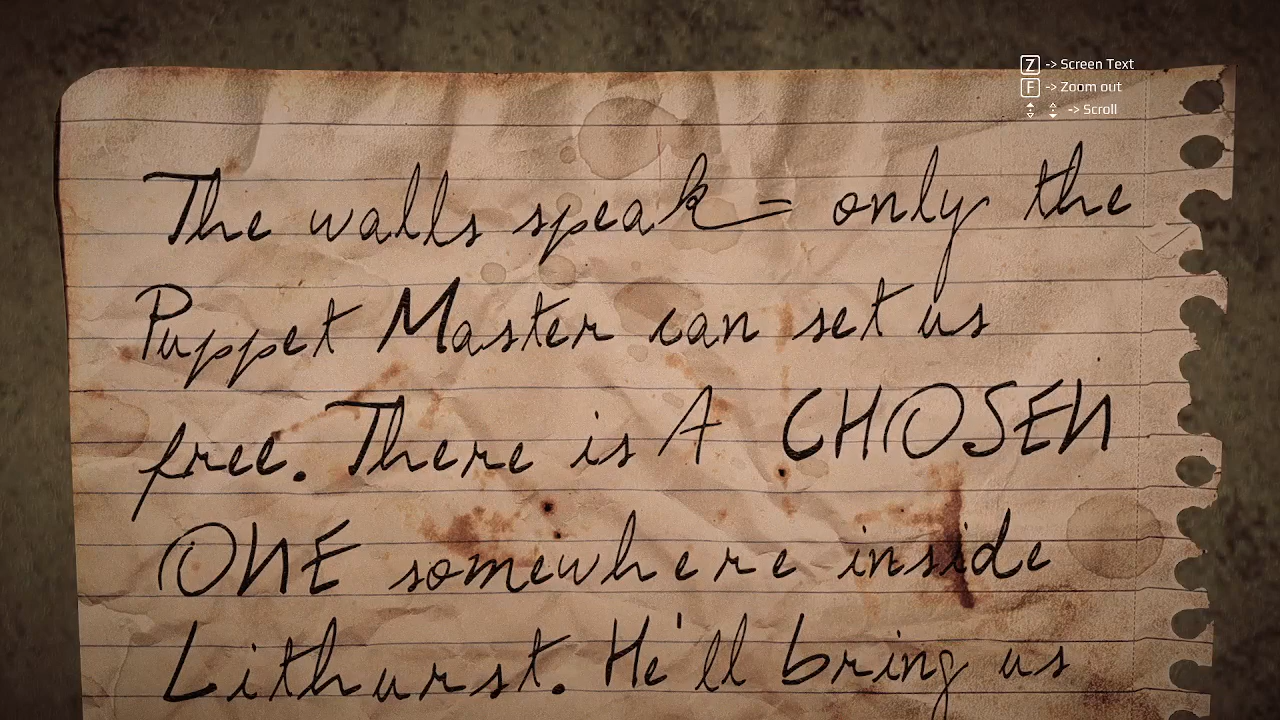 Z -> Screen Text
F -> Zoom out
-> Scroll
The walls speak - only the
Puppet Master can set us
free. There is A CHOSEN
ONE somewhere inside
Lithurst. He'll bring us